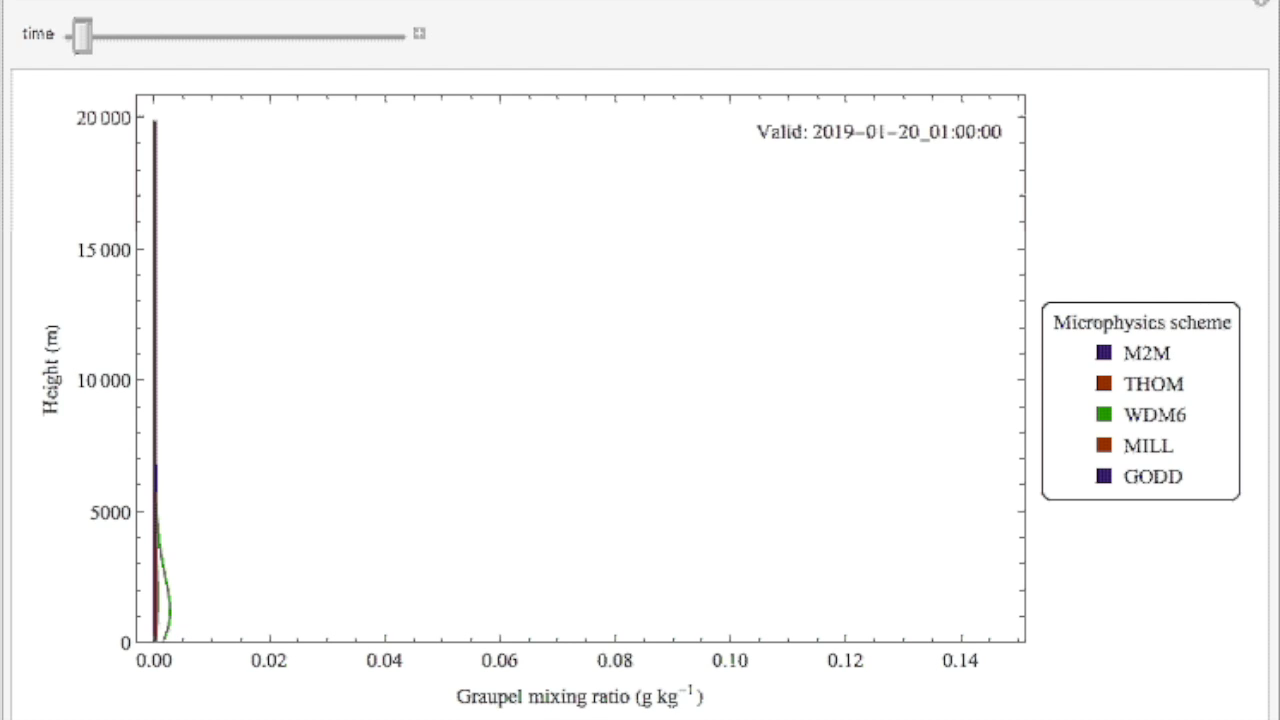 time
Valid: 2019-01-20_01:00:00
20 000
15 000
10 000
5000
0
Height (m)
0.00 0.02 0.04 0.06 0.08 0.10 0.12 0.14
Graupel mixing ratio (g kg⁻¹)
Microphysics scheme
M2M
THOM
WDM6
MILL
GODD